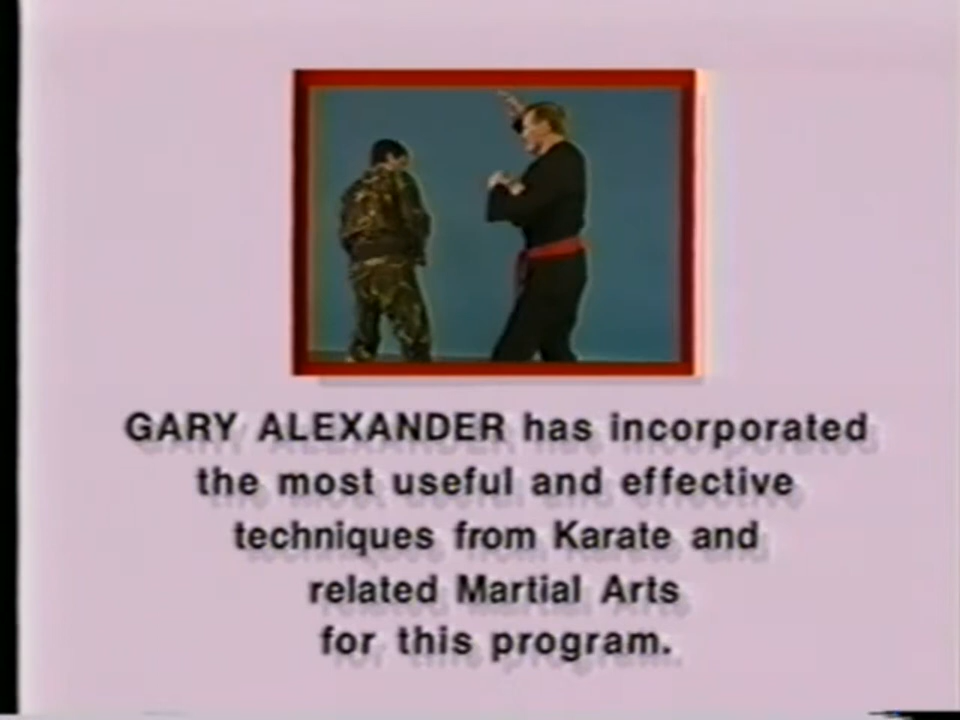 GARY ALEXANDER has incorporated
the most useful and effective
techniques from Karate and
related Martial Arts
for this program.